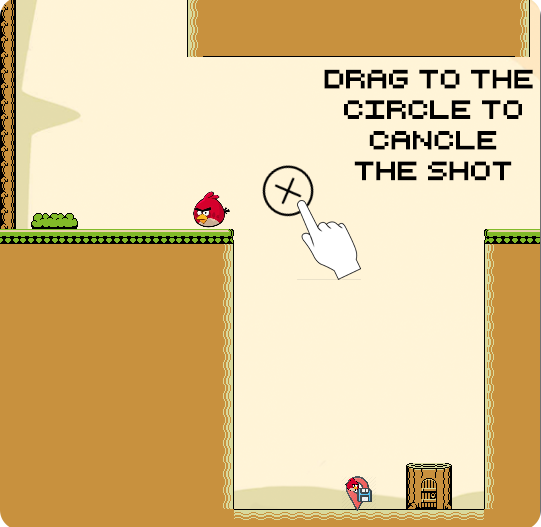 DRAG TO THE
CIRCLE TO
CANCLE
THE SHOT